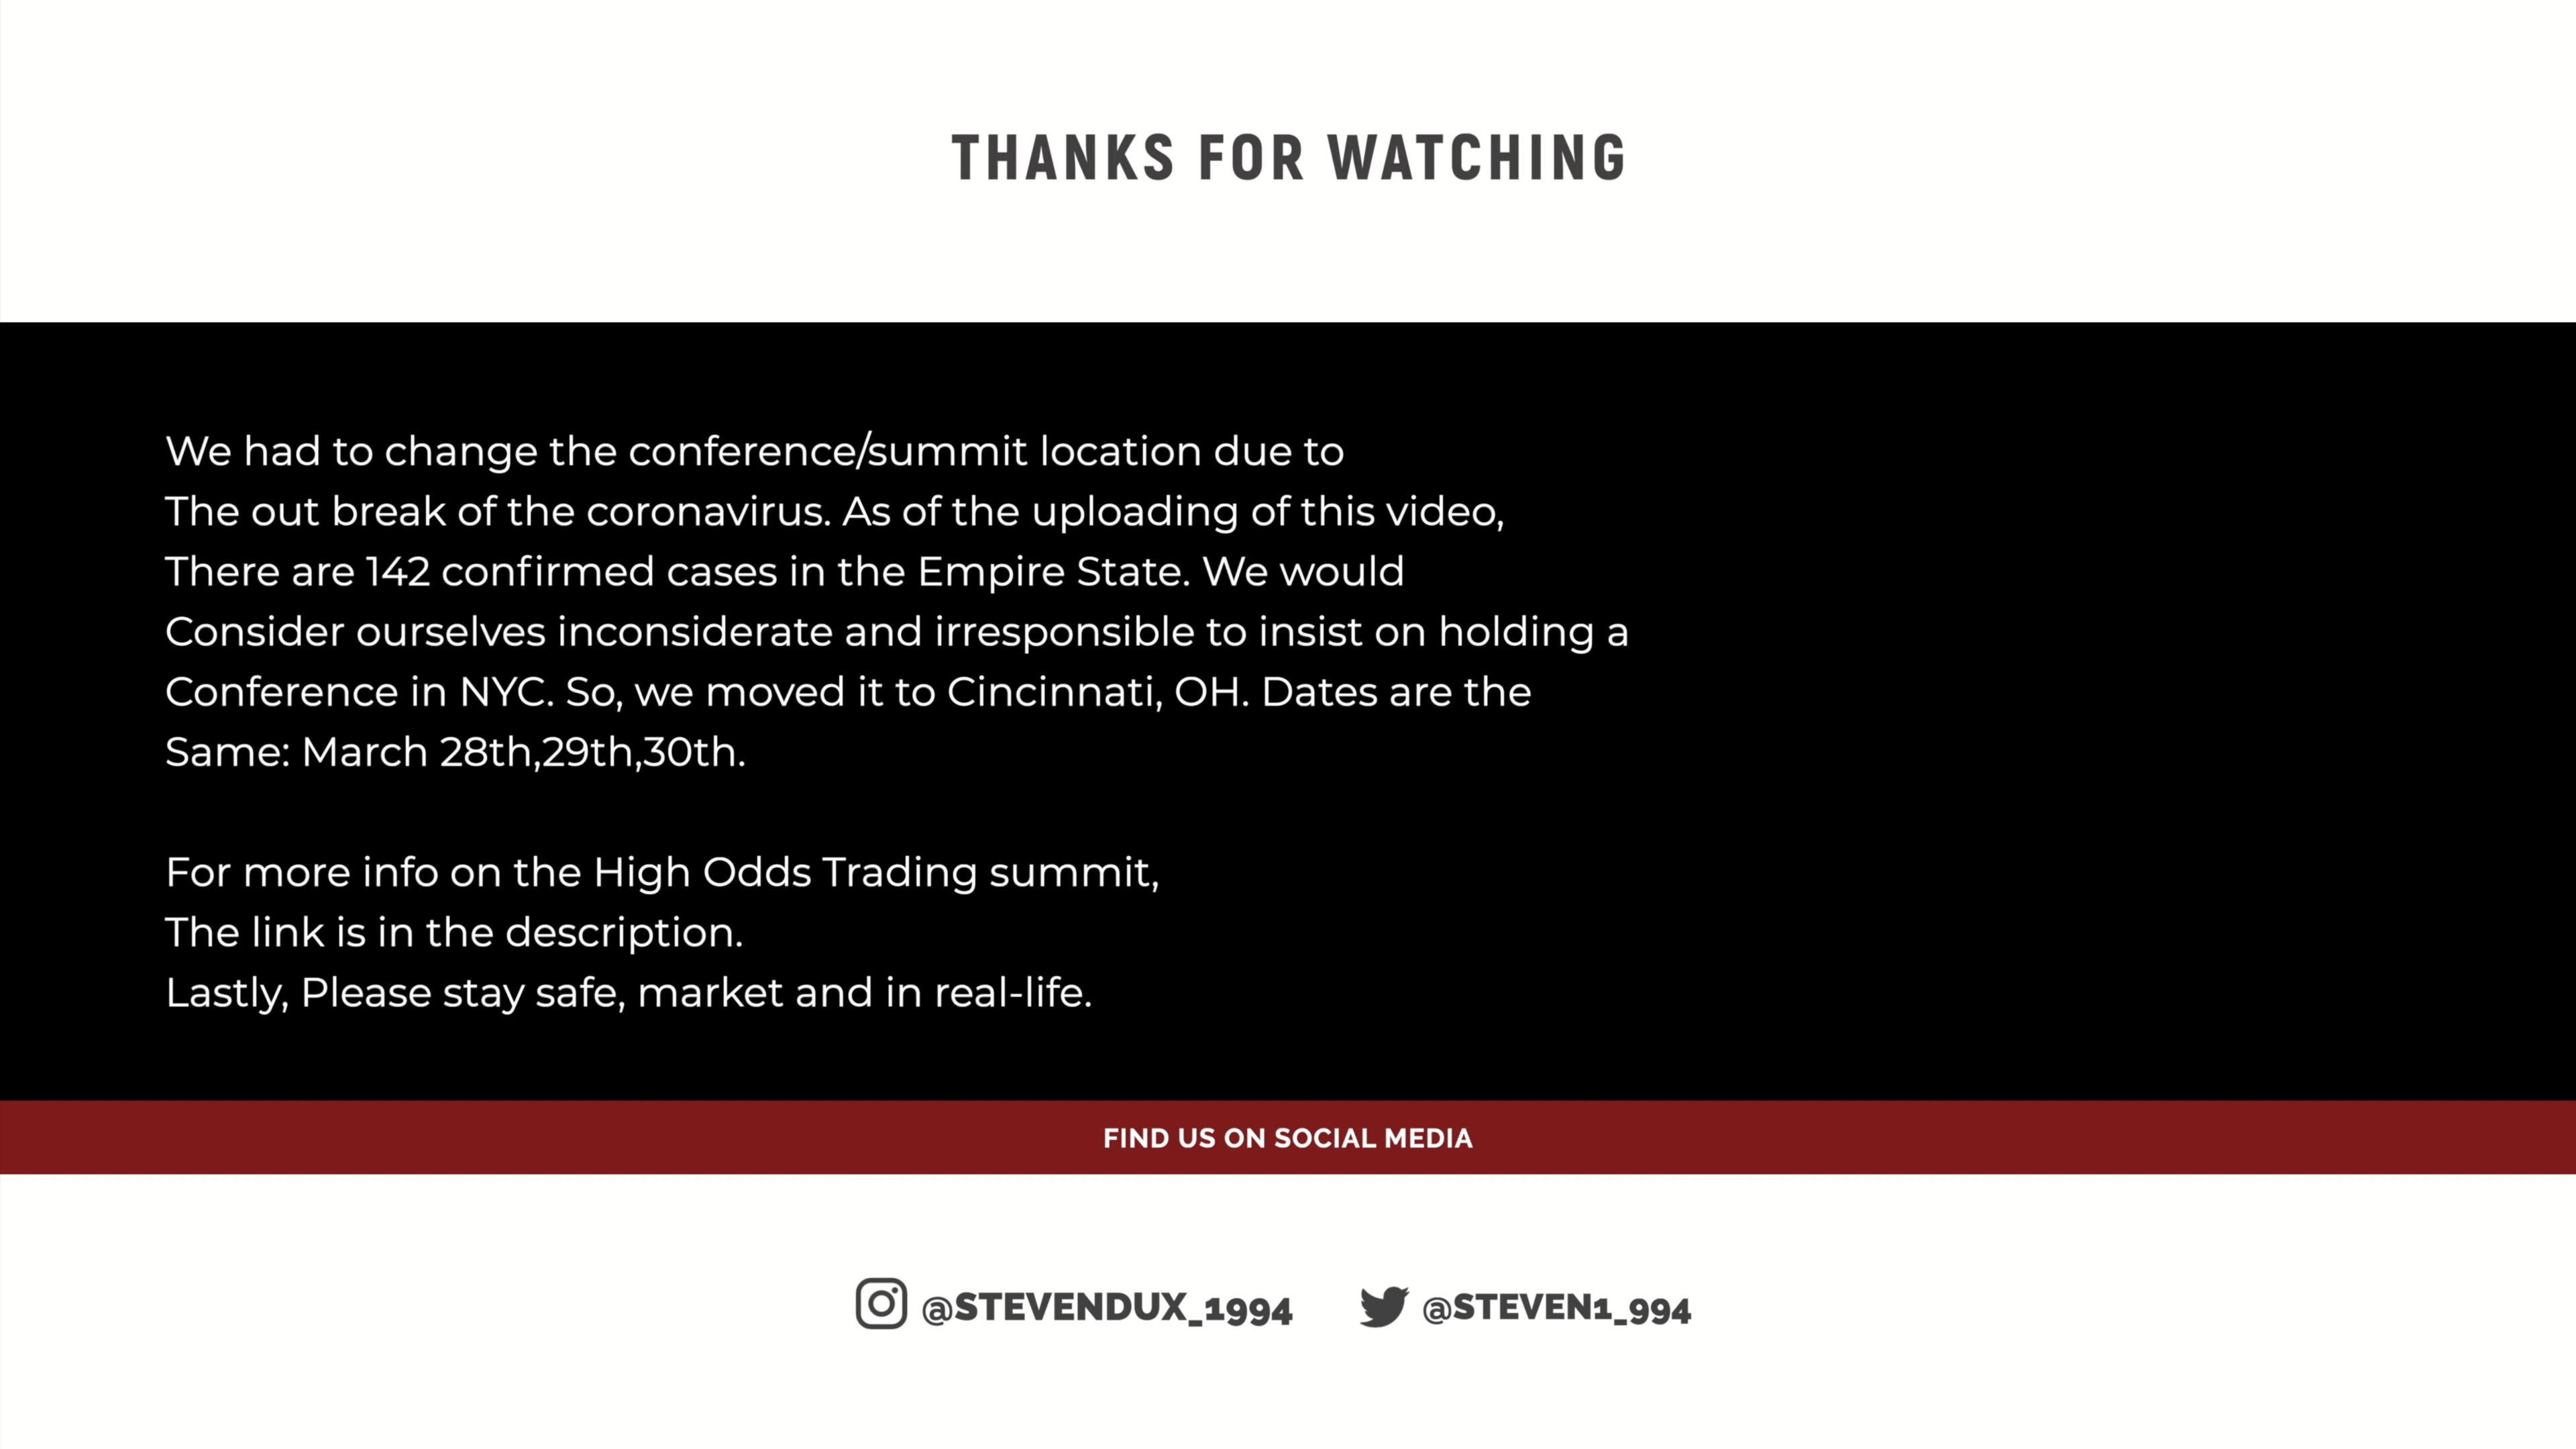 THANKS FOR WATCHING
We had to change the conference/summit location due to
The out break of the coronavirus. As of the uploading of this video,
There are 142 confirmed cases in the Empire State. We would
Consider ourselves inconsiderate and irresponsible to insist on holding a
Conference in NYC. So, we moved it to Cincinnati, OH. Dates are the
Same: March 28th,29th,30th.
For more info on the High Odds Trading summit,
The link is in the description.
Lastly, Please stay safe, market and in real-life.
FIND US ON SOCIAL MEDIA
@STEVENDUX_1994 @STEVEN1_994